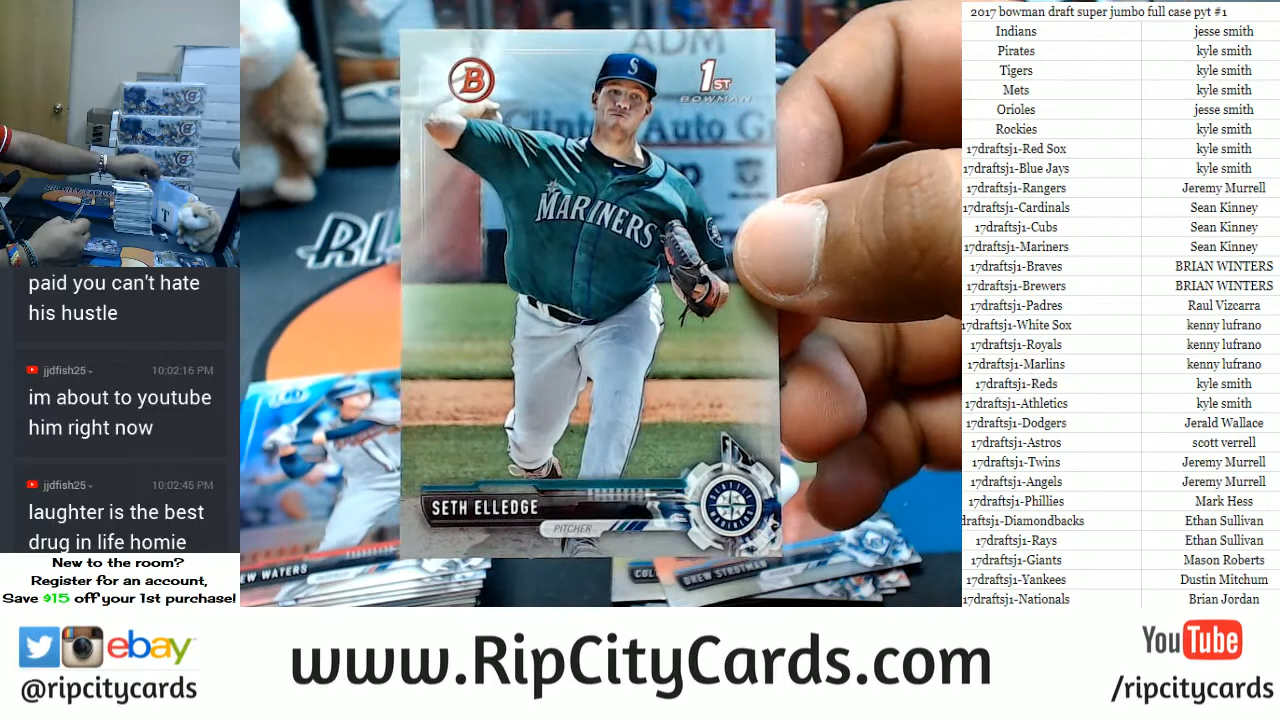 paid you can't hate
his hustle
jjdfish25
10:02:16 PM
im about to youtube
him right now
jjdfish25
10:02:45 PM
laughter is the best
drug in life homie
New to the room?
Register for an account,
Save $15 off your 1st purchase!
ADM
Clinton Auto G
B
1ST
BOWMAN
S
MARINERS
SETH ELLEDGE
PITCHER
SEATTLE
MARINERS
EW WATERS
COL
DREW STROTMAN
T
2017 bowman draft super jumbo full case pyt #1
Indians jesse smith
Pirates kyle smith
Tigers kyle smith
Mets kyle smith
Orioles jesse smith
Rockies kyle smith
17draftsj1-Red Sox kyle smith
17draftsj1-Blue Jays kyle smith
17draftsj1-Rangers Jeremy Murrell
17draftsj1-Cardinals Sean Kinney
17draftsj1-Cubs Sean Kinney
17draftsj1-Mariners Sean Kinney
17draftsj1-Braves BRIAN WINTERS
17draftsj1-Brewers BRIAN WINTERS
17draftsj1-Padres Raul Vizcarra
17draftsj1-White Sox kenny lufrano
17draftsj1-Royals kenny lufrano
17draftsj1-Marlins kenny lufrano
17draftsj1-Reds kyle smith
17draftsj1-Athletics kyle smith
17draftsj1-Dodgers Jerald Wallace
17draftsj1-Astros scott verrell
17draftsj1-Twins Jeremy Murrell
17draftsj1-Angels Jeremy Murrell
17draftsj1-Phillies Mark Hess
draftsj1-Diamondbacks Ethan Sullivan
17draftsj1-Rays Ethan Sullivan
17draftsj1-Giants Mason Roberts
17draftsj1-Yankees Dustin Mitchum
17draftsj1-Nationals Brian Jordan
ebay
@ripcitycards
www.RipCityCards.com
YouTube
/ripcitycards